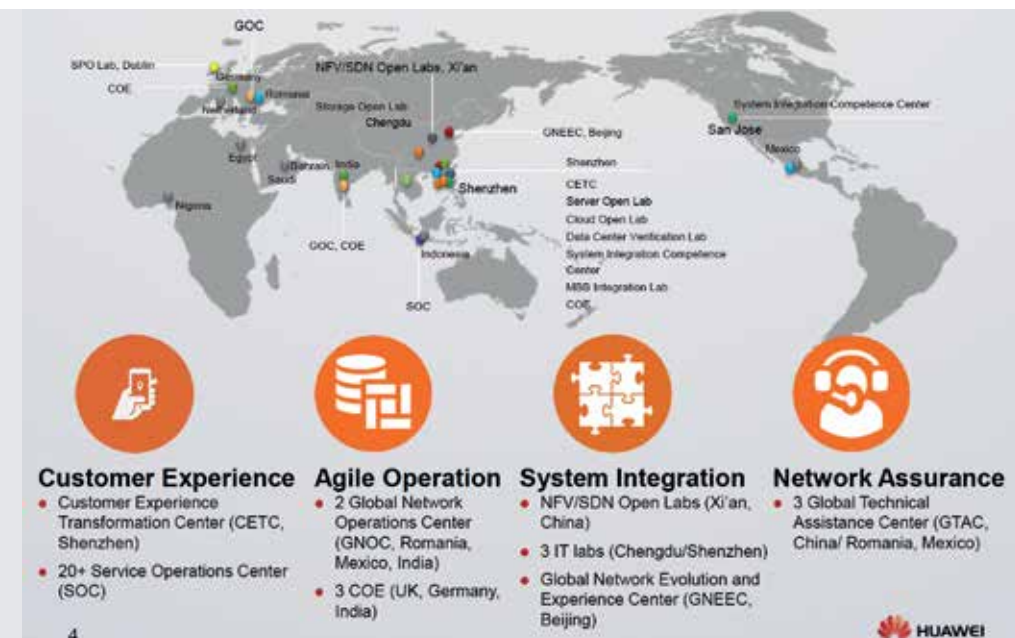 GOC
SPO Lab, Dublin
Germany
NFV/SDN Open Labs, Xi'an
COE
Romania
Netherland
Storage Open Lab
Chengdu
System Integration Competence Center
San Jose
GNEEC, Beijing
Mexico
Egypt
Bahrain, India
Saudi
Shenzhen
Shenzhen
CETC
Server Open Lab
Nigeria
Cloud Open Lab
GOC, COE
Data Center Verification Lab
Indonesia
System Integration Competence
Center
MBB Integration Lab
SOC
COE
Customer Experience
• Customer Experience
Transformation Center (CETC,
Shenzhen)
• 20+ Service Operations Center
(SOC)
Agile Operation
• 2 Global Network
Operations Center
(GNOC, Romania,
Mexico, India)
• 3 COE (UK, Germany,
India)
System Integration
• NFV/SDN Open Labs (Xi'an,
China)
• 3 IT labs (Chengdu/Shenzhen)
• Global Network Evolution and
Experience Center (GNEEC,
Beijing)
Network Assurance
• 3 Global Technical
Assistance Center (GTAC,
China/ Romania, Mexico)
4
HUAWEI